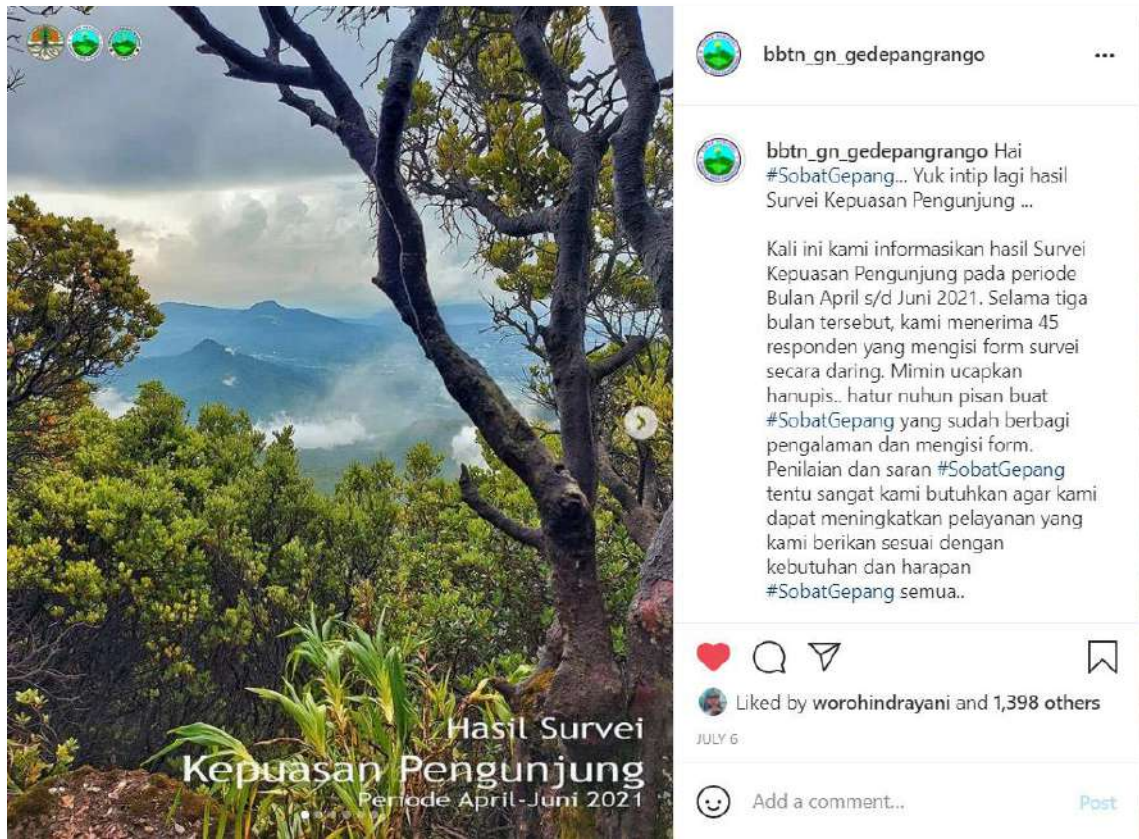 Hasil Survei
Kepuasan Pengunjung
Periode April-Juni 2021
bbtn_gn_gedepangrango
bbtn_gn_gedepangrango Hai
#SobatGepang... Yuk intip lagi hasil
Survei Kepuasan Pengunjung ...
Kali ini kami informasikan hasil Survei
Kepuasan Pengunjung pada periode
Bulan April s/d Juni 2021. Selama tiga
bulan tersebut, kami menerima 45
responden yang mengisi form survei
secara daring. Mimin ucapkan
hanupis.. hatur nuhun pisan buat
#SobatGepang yang sudah berbagi
pengalaman dan mengisi form.
Penilaian dan saran #SobatGepang
tentu sangat kami butuhkan agar kami
dapat meningkatkan pelayanan yang
kami berikan sesuai dengan
kebutuhan dan harapan
#SobatGepang semua..
Liked by worohindrayani and 1,398 others
JULY 6
Add a comment...
Post